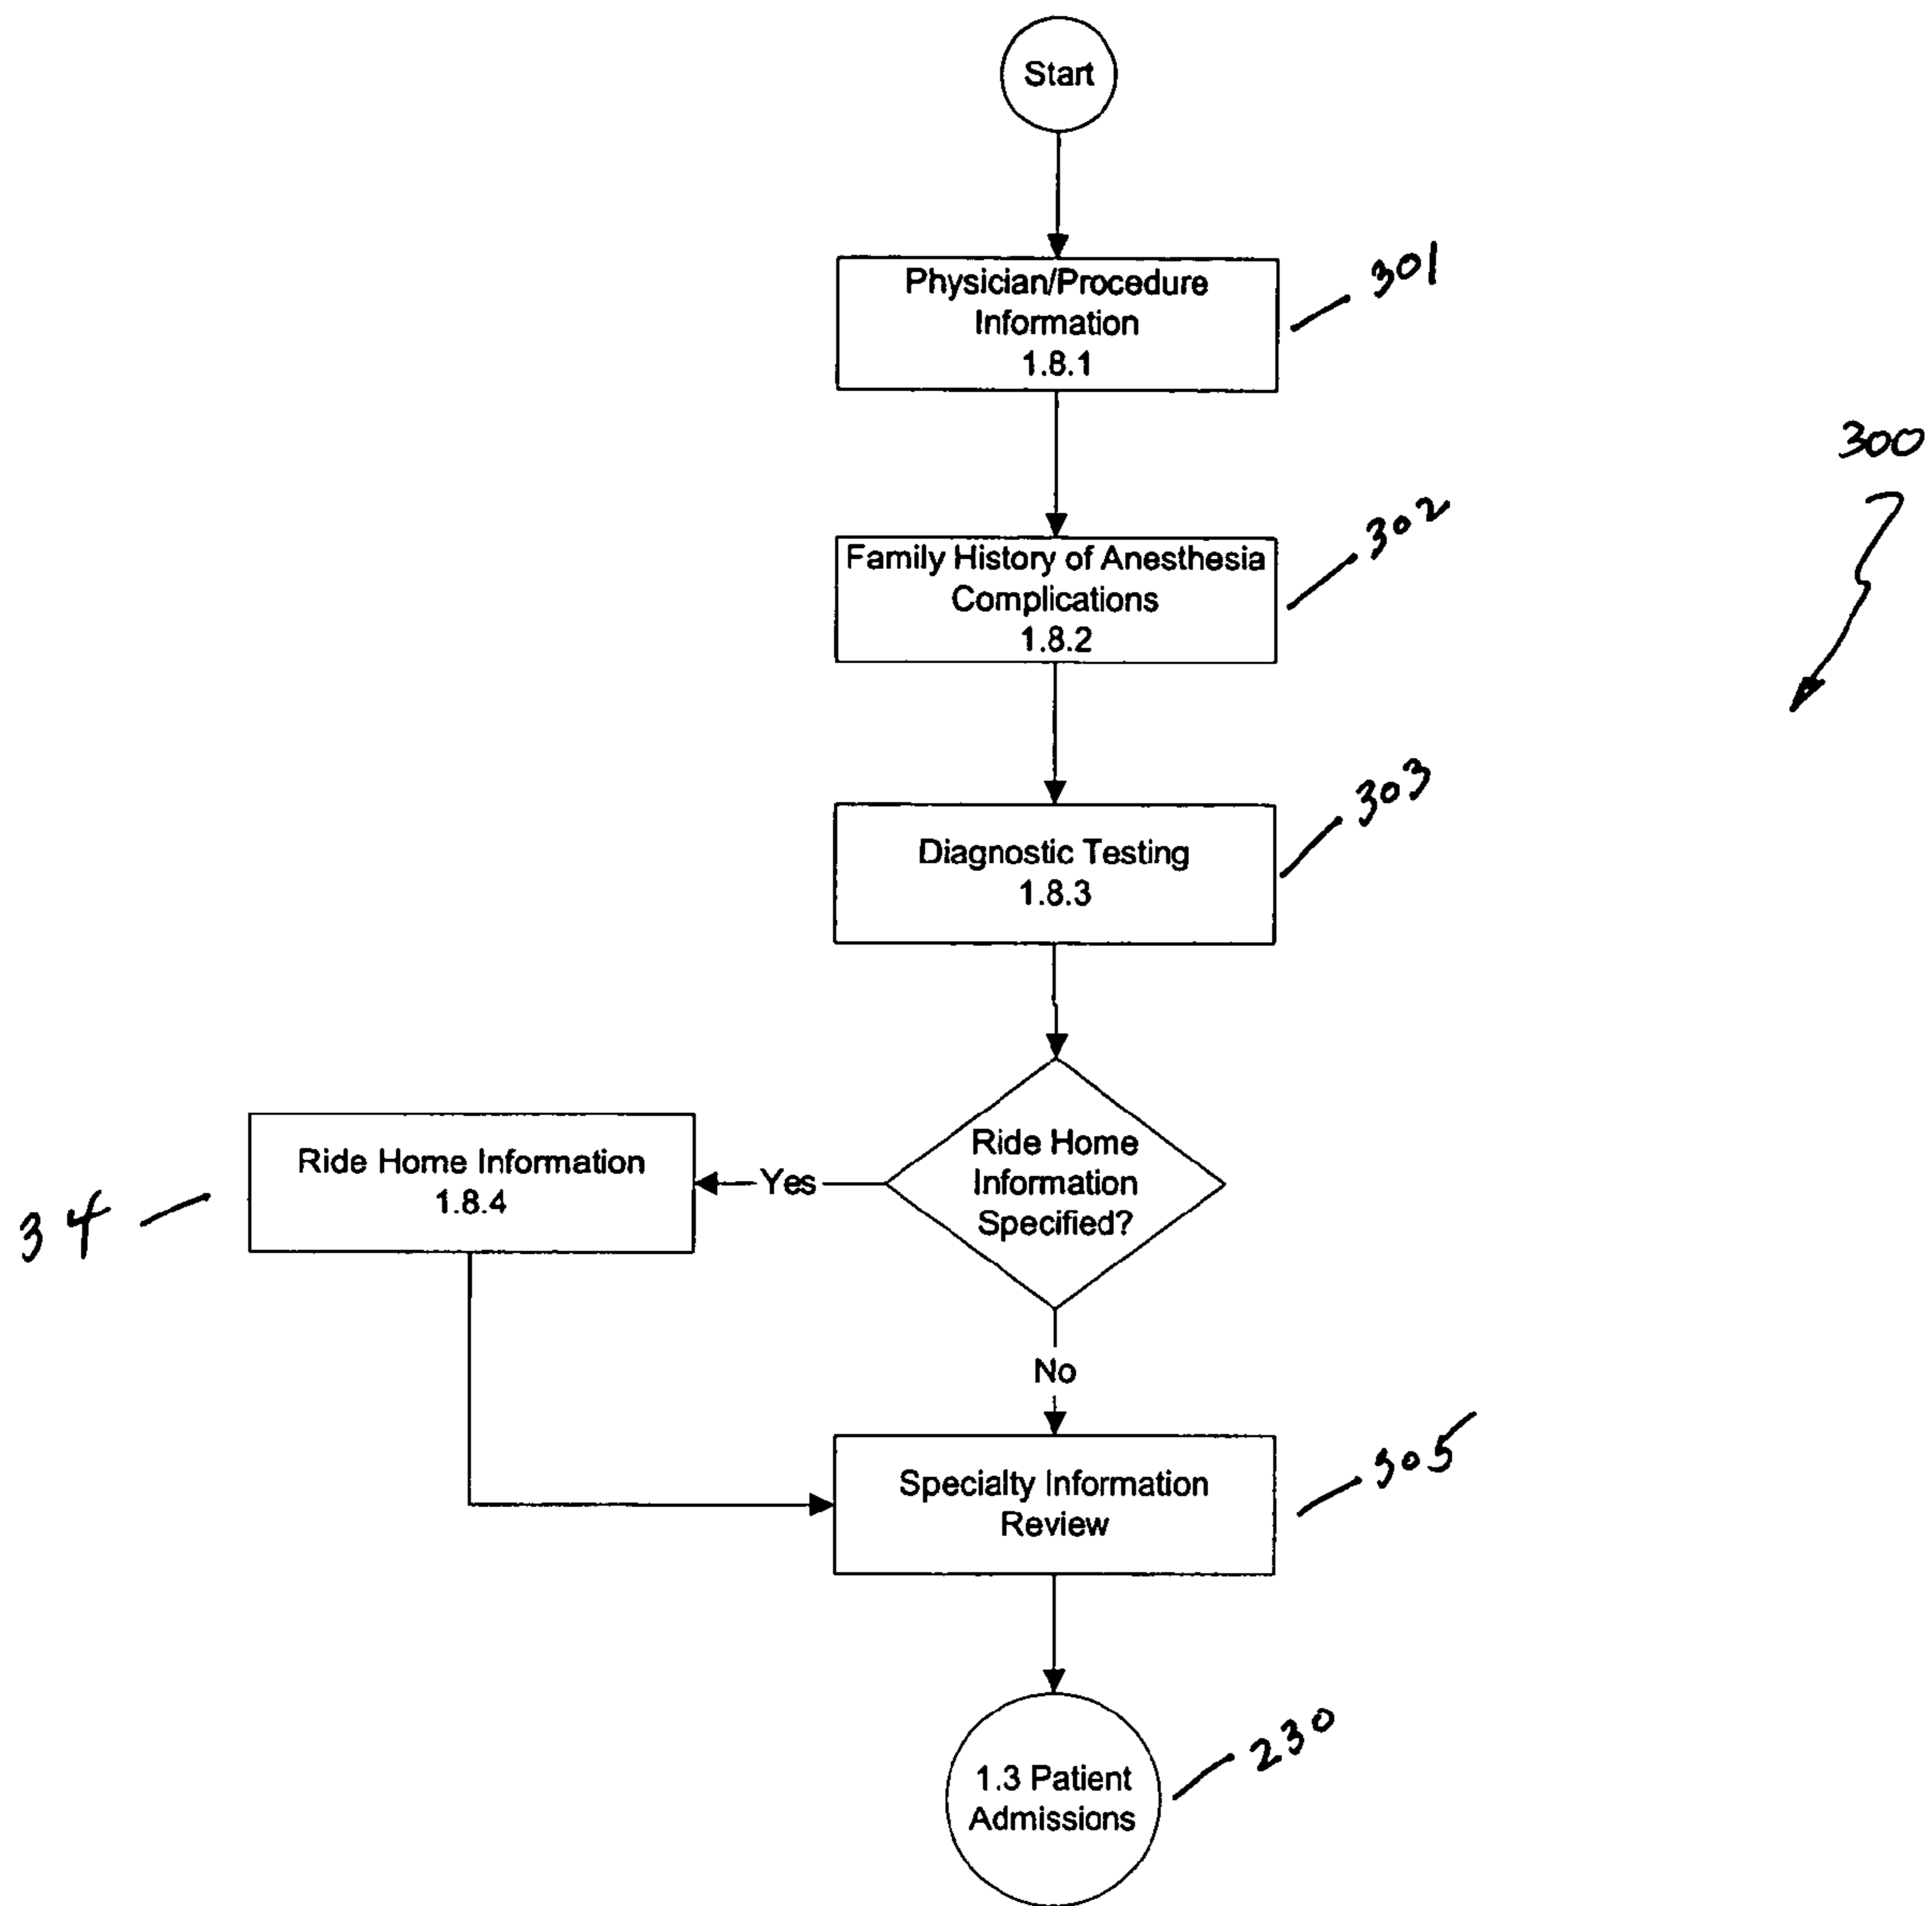 Start
Physician/Procedure
Information
1.8.1
301
300
Family History of Anesthesia
Complications
1.8.2
302
Diagnostic Testing
1.8.3
303
Ride Home
Information
Specified?
Yes
Ride Home Information
1.8.4
34
No
Specialty Information
Review
305
1.3 Patient
Admissions
230